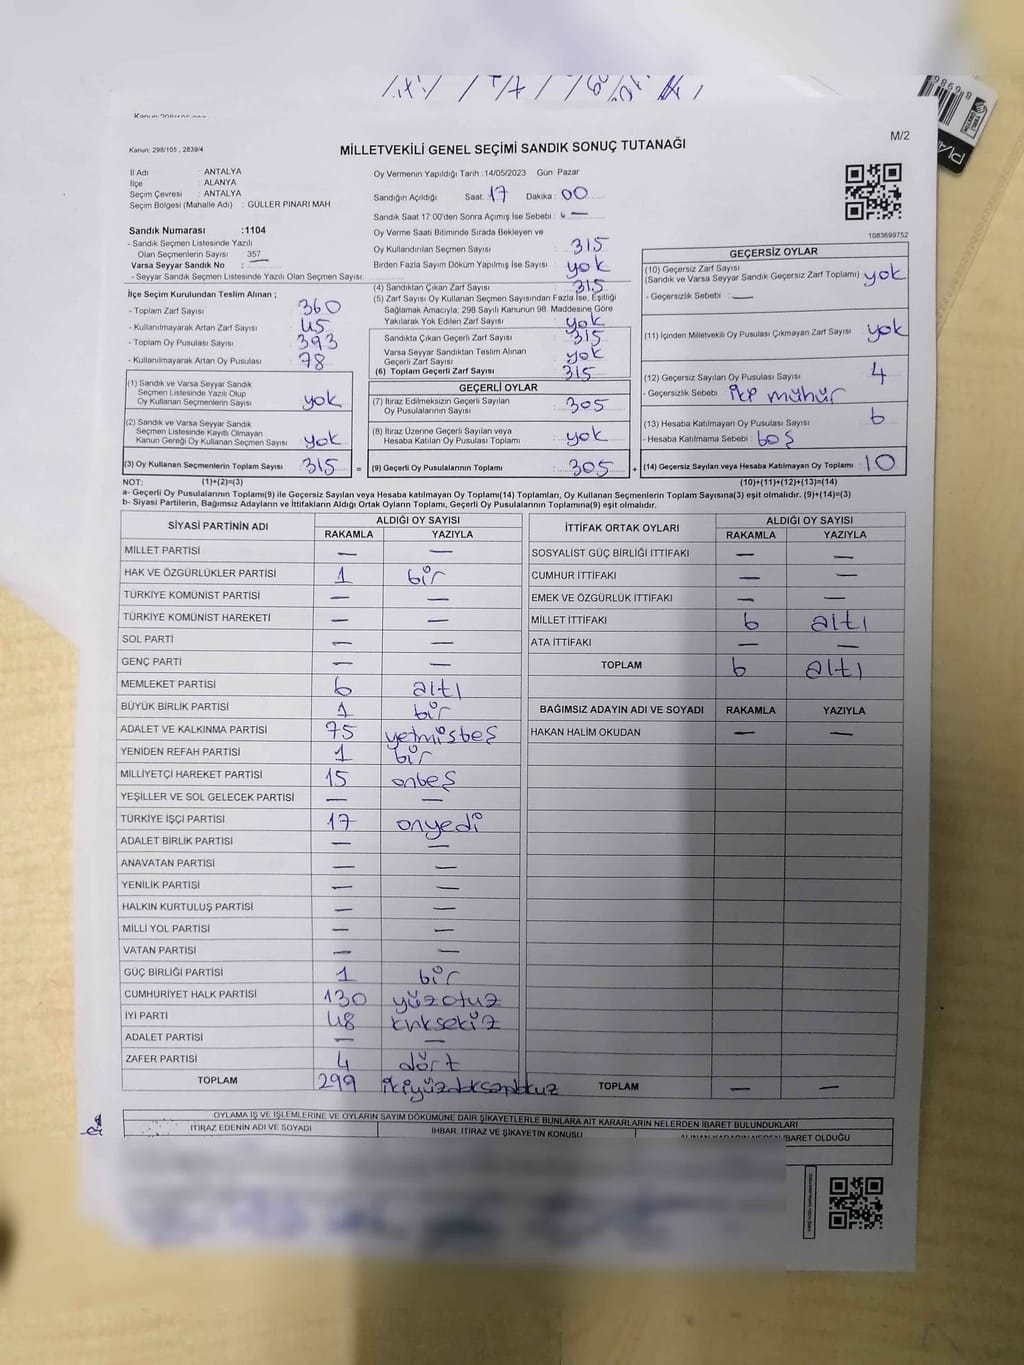 M/2
Kanun: 298/105 , 2839/4
MİLLETVEKİLİ GENEL SEÇİMİ SANDIK SONUÇ TUTANAĞI
İl Adı : ANTALYA
İlçe : ALANYA
Seçim Çevresi : ANTALYA
Seçim Bölgesi (Mahalle Adı) : GÜLLER PINARI MAH.
Sandık Numarası :1104
- Sandık Seçmen Listesinde Yazılı
Olan Seçmenlerin Sayısı : 357
Varsa Seyyar Sandık No :
- Seyyar Sandık Seçmen Listesinde Yazılı Olan Seçmen Sayısı:
Oy Vermenin Yapıldığı Tarih :14/05/2023 Gün: Pazar
Sandığın Açıldığı Saat: 17 Dakika : 00
Sandık Saat 17:00'den Sonra Açılmış İse Sebebi : —
Oy Verme Saati Bitiminde Sırada Bekleyen ve
Oy Kullandırılan Seçmen Sayısı : 315
Birden Fazla Sayım Döküm Yapılmış İse Sayısı : yok
1083699752
İlçe Seçim Kurulundan Teslim Alınan ;
- Toplam Zarf Sayısı : 360
- Kullanılmayarak Artan Zarf Sayısı : 45
- Toplam Oy Pusulası Sayısı : 393
- Kullanılmayarak Artan Oy Pusulası : 78
(1) Sandık ve Varsa Seyyar Sandık
Seçmen Listesinde Yazılı Olup
Oy Kullanan Seçmenlerin Sayısı : yok
(2) Sandık ve Varsa Seyyar Sandık
Seçmen Listesinde Kayıtlı Olmayan
Kanun Gereği Oy Kullanan Seçmen Sayısı : yok
(3) Oy Kullanan Seçmenlerin Toplam Sayısı : 315
(4) Sandıktan Çıkan Zarf Sayısı : 315
(5) Zarf Sayısı Oy Kullanan Seçmen Sayısından Fazla İse, Eşitliği
Sağlamak Amacıyla; 298 Sayılı Kanunun 98. Maddesine Göre
Yakılarak Yok Edilen Zarf Sayısı : yok
Sandıkta Çıkan Geçerli Zarf Sayısı : 315
Varsa Seyyar Sandıktan Teslim Alınan
Geçerli Zarf Sayısı : yok
(6) Toplam Geçerli Zarf Sayısı : 315
GEÇERLİ OYLAR
(7) İtiraz Edilmeksizin Geçerli Sayılan
Oy Pusulalarının Sayısı : 305
(8) İtiraz Üzerine Geçerli Sayılan veya
Hesaba Katılan Oy Pusulası Toplamı : yok
= (9) Geçerli Oy Pusulalarının Toplamı : 305 +
GEÇERSİZ OYLAR
(10) Geçersiz Zarf Sayısı
(Sandık ve Varsa Seyyar Sandık Geçersiz Zarf Toplamı) : yok
- Geçersizlik Sebebi : —
(11) İçinden Milletvekili Oy Pusulası Çıkmayan Zarf Sayısı : yok
(12) Geçersiz Sayılan Oy Pusulası Sayısı : 4
- Geçersizlik Sebebi : mühür
(13) Hesaba Katılmayan Oy Pusulası Sayısı : 6
- Hesaba Katılmama Sebebi : boş
(14) Geçersiz Sayılan veya Hesaba Katılmayan Oy Toplamı : 10
NOT: (1)+(2)=(3) (10)+(11)+(12)+(13)=(14)
a- Geçerli Oy Pusulalarının Toplamı(9) ile Geçersiz Sayılan veya Hesaba katılmayan Oy Toplamı(14) Toplamları, Oy Kullanan Seçmenlerin Toplam Sayısına(3) eşit olmalıdır. (9)+(14)=(3)
b- Siyasi Partilerin, Bağımsız Adayların ve İttifakların Aldığı Oyların Toplamı, Geçerli Oy Pusulalarının Toplamına(9) eşit olmalıdır.
SİYASİ PARTİNİN ADI ALDIĞI OY SAYISI
RAKAMLA YAZIYLA
MİLLET PARTİSİ — —
HAK VE ÖZGÜRLÜKLER PARTİSİ 1 bir
TÜRKİYE KOMÜNİST PARTİSİ — —
TÜRKİYE KOMÜNİST HAREKETİ — —
SOL PARTİ — —
GENÇ PARTİ — —
MEMLEKET PARTİSİ 6 altı
BÜYÜK BİRLİK PARTİSİ 1 bir
ADALET VE KALKINMA PARTİSİ 75 yetmişbeş
YENİDEN REFAH PARTİSİ 1 bir
MİLLİYETÇİ HAREKET PARTİSİ 15 onbeş
YEŞİLLER VE SOL GELECEK PARTİSİ — —
TÜRKİYE İŞÇİ PARTİSİ 17 onyedi
ADALET BİRLİK PARTİSİ — —
ANAVATAN PARTİSİ — —
YENİLİK PARTİSİ — —
HALKIN KURTULUŞ PARTİSİ — —
MİLLİ YOL PARTİSİ — —
VATAN PARTİSİ — —
GÜÇ BİRLİĞİ PARTİSİ 1 bir
CUMHURİYET HALK PARTİSİ 130 yüzotuz
İYİ PARTİ 48 kırksekiz
ADALET PARTİSİ — —
ZAFER PARTİSİ 4 dört
TOPLAM 299 ikiyüzdoksandokuz
İTTİFAK ORTAK OYLARI ALDIĞI OY SAYISI
RAKAMLA YAZIYLA
SOSYALİST GÜÇ BİRLİĞİ İTTİFAKI — —
CUMHUR İTTİFAKI — —
EMEK VE ÖZGÜRLÜK İTTİFAKI — —
MİLLET İTTİFAKI 6 altı
ATA İTTİFAKI — —
TOPLAM 6 altı
BAĞIMSIZ ADAYIN ADI VE SOYADI RAKAMLA YAZIYLA
HAKAN HALİM OKUDAN — —
TOPLAM — —
OYLAMA İŞ VE İŞLEMLERİNE VE OYLARIN SAYIM DÖKÜMÜNE DAİR ŞİKAYETLERLE BUNLARA AİT KARARLARIN NELERDEN İBARET BULUNDUKLARI
İTİRAZ EDENİN ADI VE SOYADI İHBAR, İTİRAZ VE ŞİKAYETİN KONUSU İBARET OLDUĞU